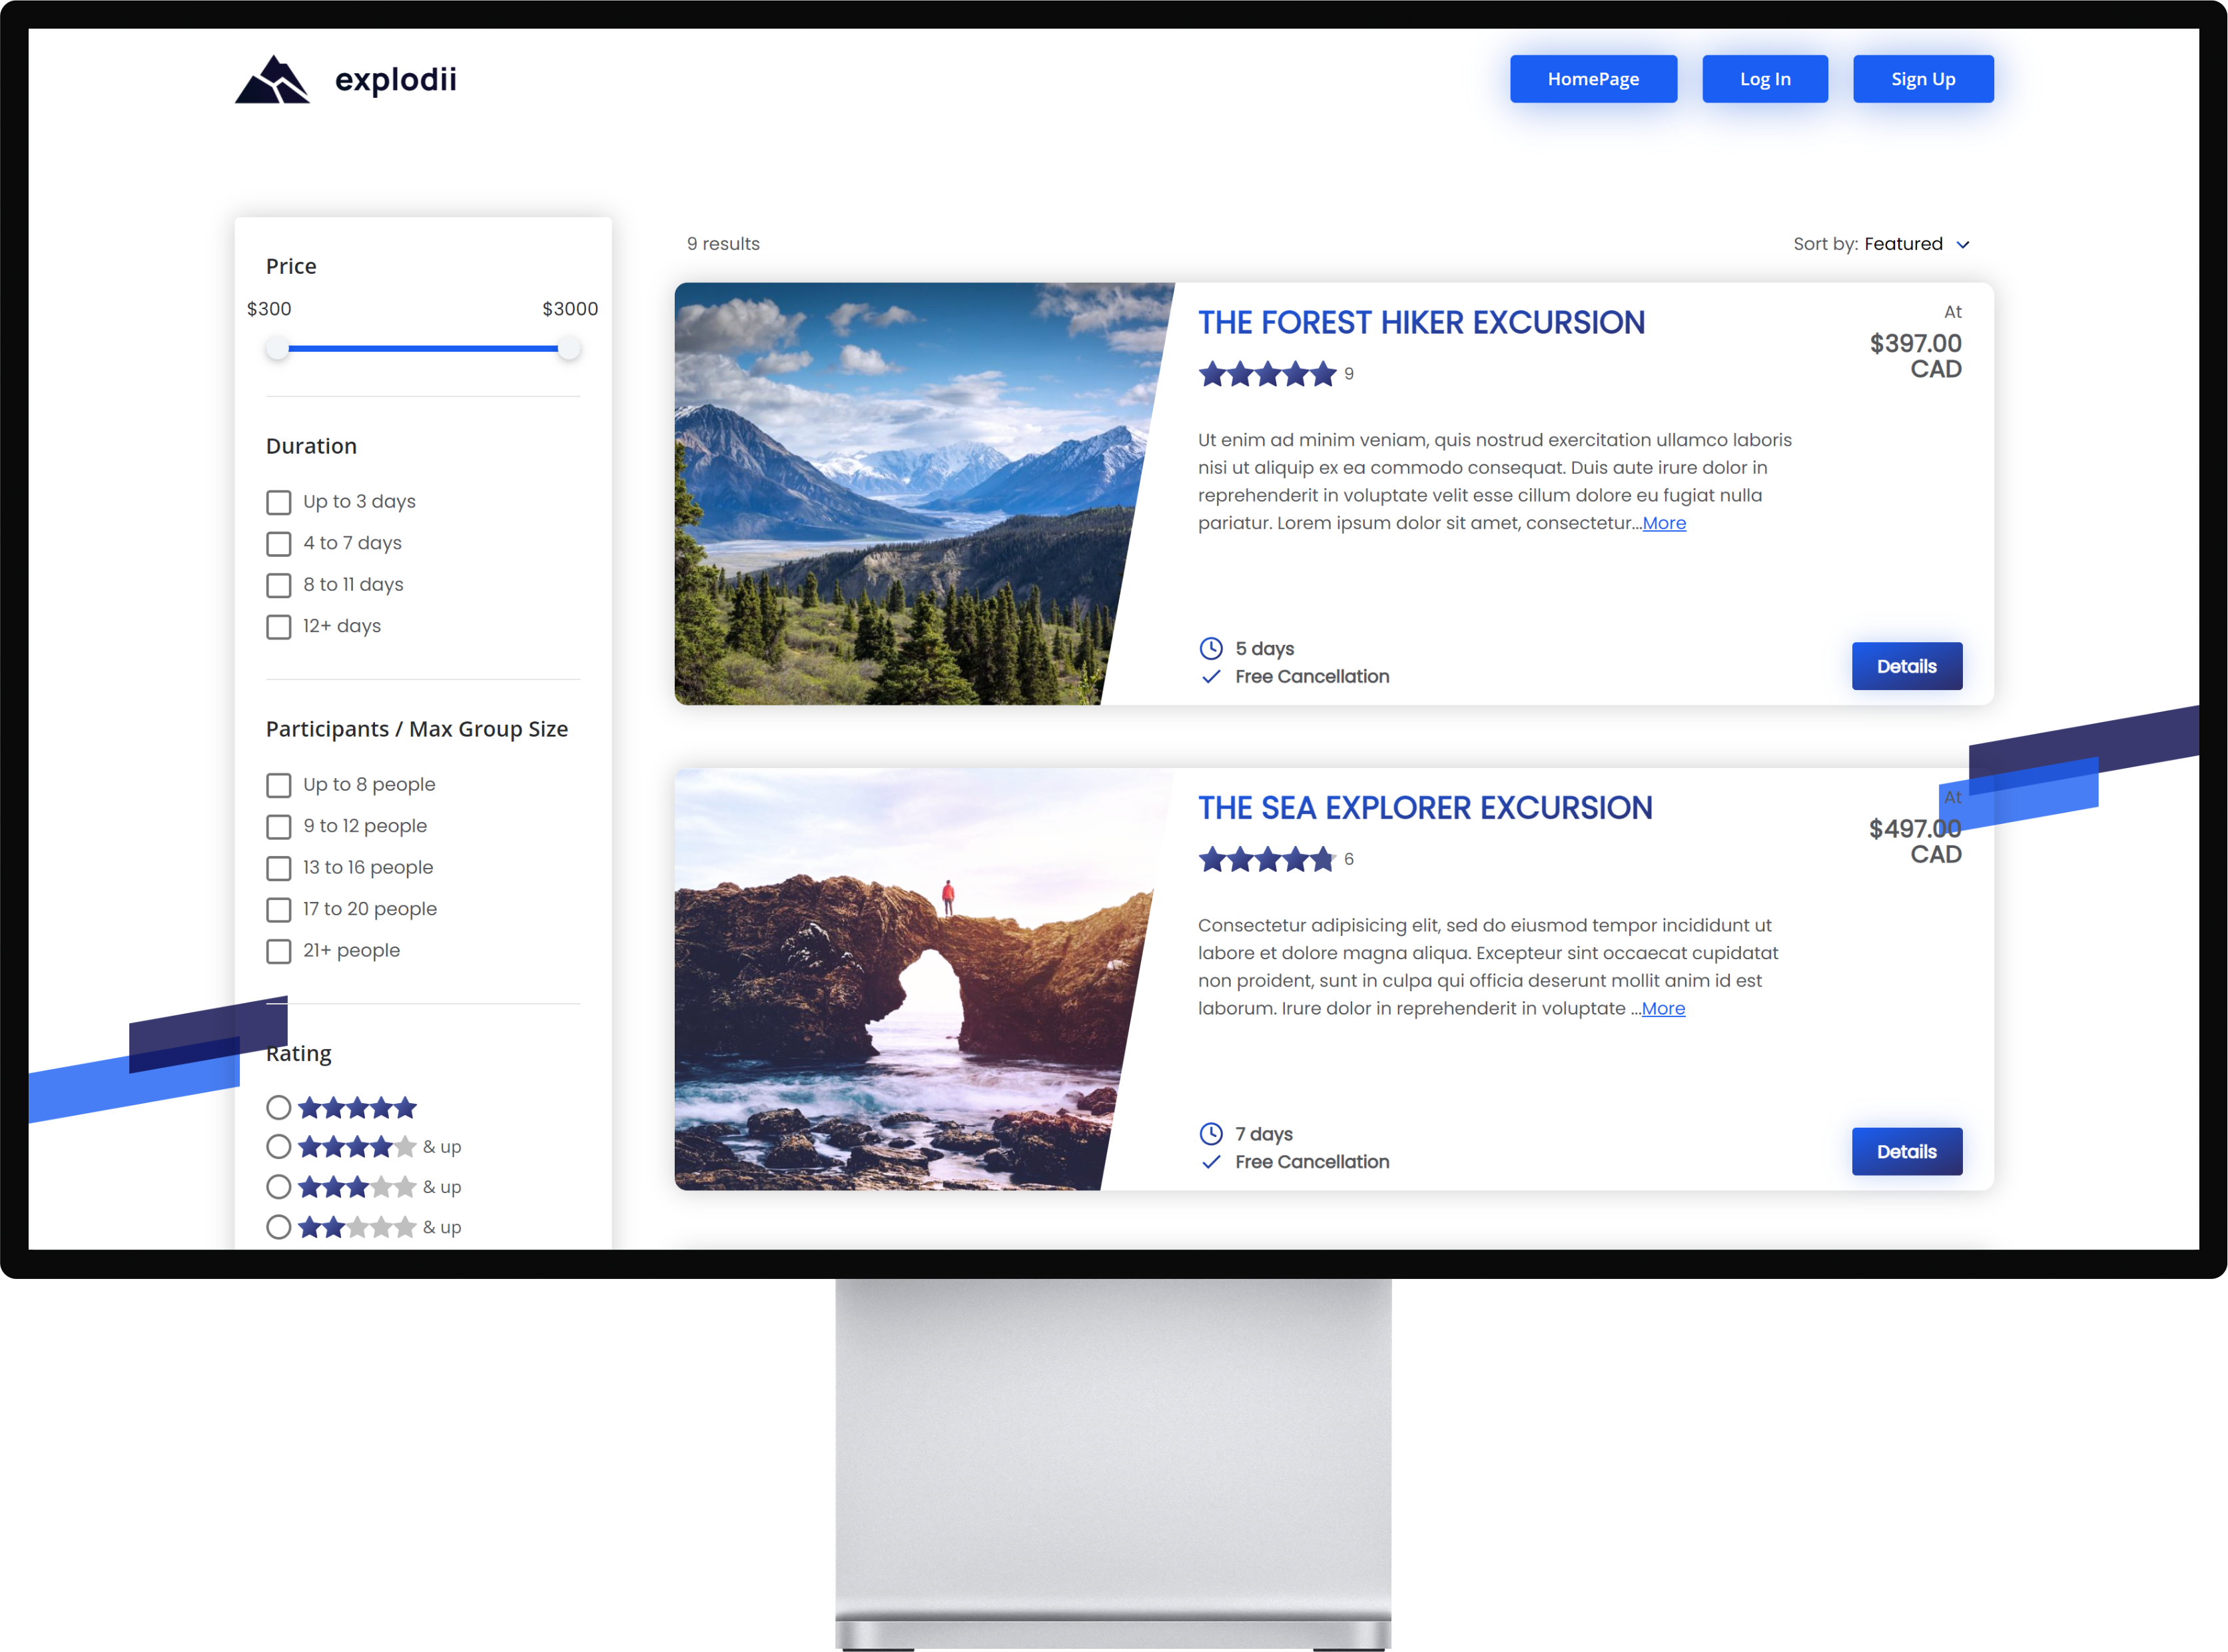 explodii
HomePage
Log In
Sign Up
Price
$300
$3000
Duration
Up to 3 days
4 to 7 days
8 to 11 days
12+ days
Participants / Max Group Size
Up to 8 people
9 to 12 people
13 to 16 people
17 to 20 people
21+ people
Rating
& up
& up
& up
9 results
Sort by: Featured
THE FOREST HIKER EXCURSION
9
At
$397.00
CAD
Ut enim ad minim veniam, quis nostrud exercitation ullamco laboris
nisi ut aliquip ex ea commodo consequat. Duis aute irure dolor in
reprehenderit in voluptate velit esse cillum dolore eu fugiat nulla
pariatur. Lorem ipsum dolor sit amet, consectetur...More
5 days
Free Cancellation
Details
THE SEA EXPLORER EXCURSION
6
At
$497.00
CAD
Consectetur adipisicing elit, sed do eiusmod tempor incididunt ut
labore et dolore magna aliqua. Excepteur sint occaecat cupidatat
non proident, sunt in culpa qui officia deserunt mollit anim id est
laborum. Irure dolor in reprehenderit in voluptate ...More
7 days
Free Cancellation
Details